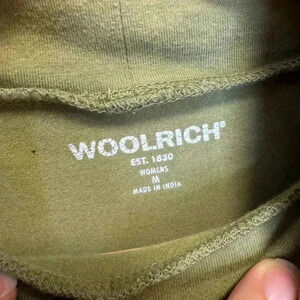 WOOLRICH®
EST. 1830
WOMENS
M
MADE IN INDIA